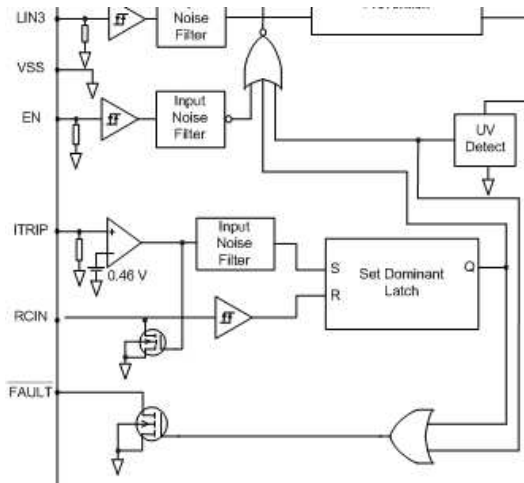 LIN3
Noise
Filter
VSS
EN
Input
Noise
Filter
UV
Detect
ITRIP
Input
Noise
Filter
0.46 V
S
Set Dominant
Latch
Q
R
RCIN
FAULT